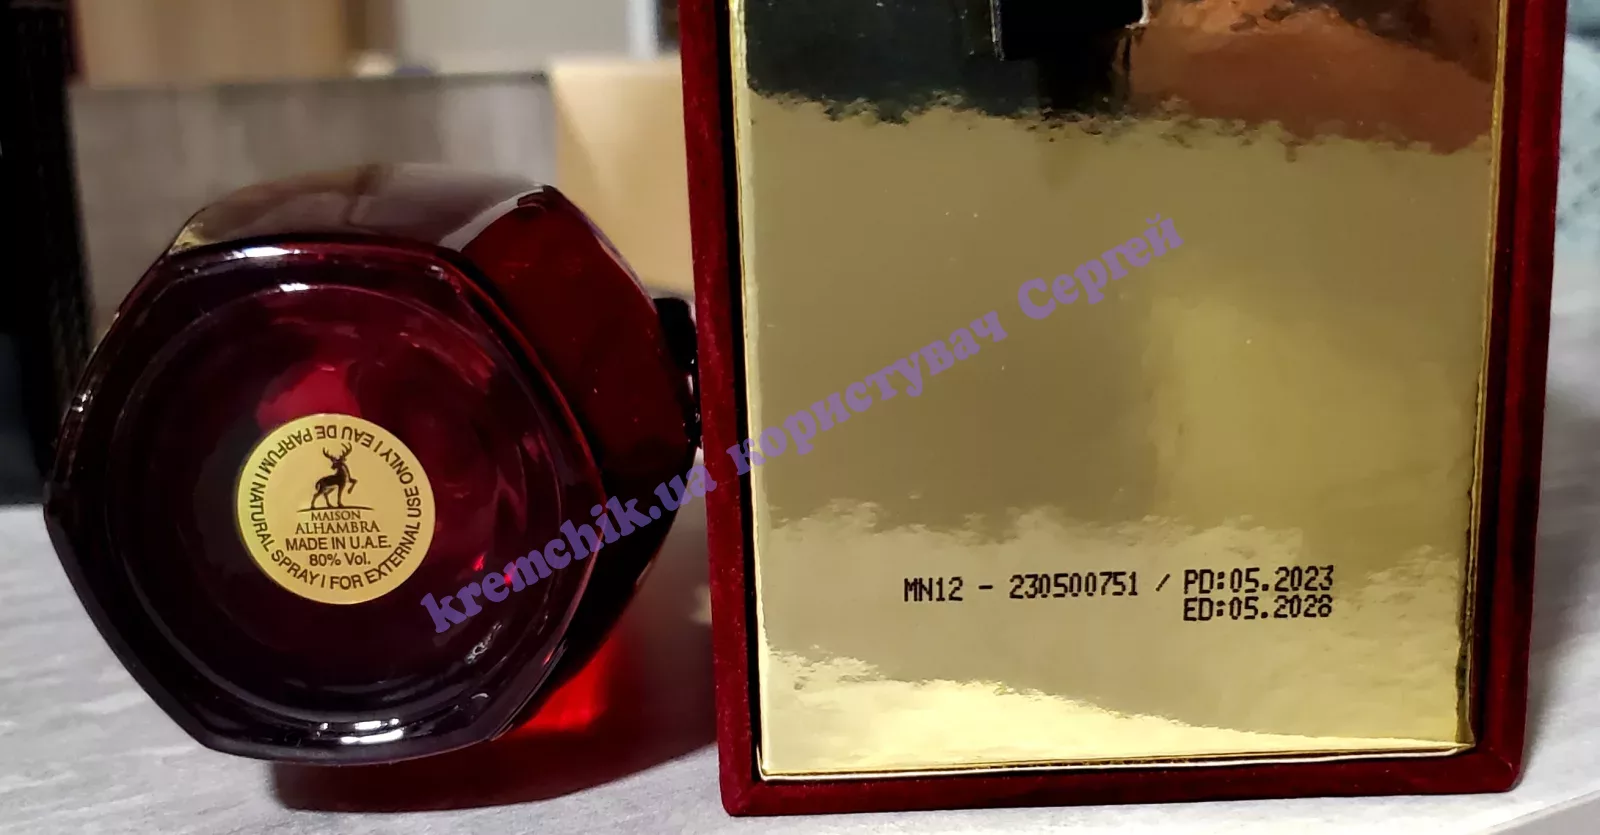 EAU DE PARFUM | NATURAL SPRAY | FOR EXTERNAL USE ONLY |
MAISON
ALHAMBRA
MADE IN U.A.E.
80% Vol.
kremchik.ua користувач Сергей
MN12 - 230500751 / PD:05.2023
ED:05.2028